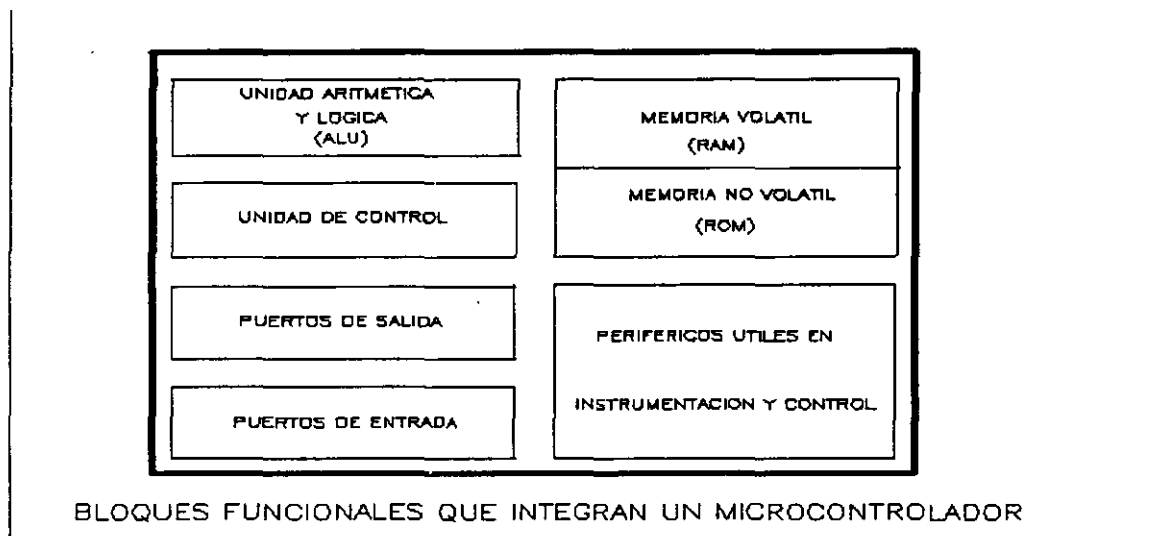 UNIDAD ARITMETICA
Y LOGICA
(ALU)
UNIDAD DE CONTROL
PUERTOS DE SALIDA
PUERTOS DE ENTRADA
MEMORIA VOLATIL
(RAM)
MEMORIA NO VOLATIL
(ROM)
PERIFERICOS UTILES EN
INSTRUMENTACION Y CONTROL
BLOQUES FUNCIONALES QUE INTEGRAN UN MICROCONTROLADOR